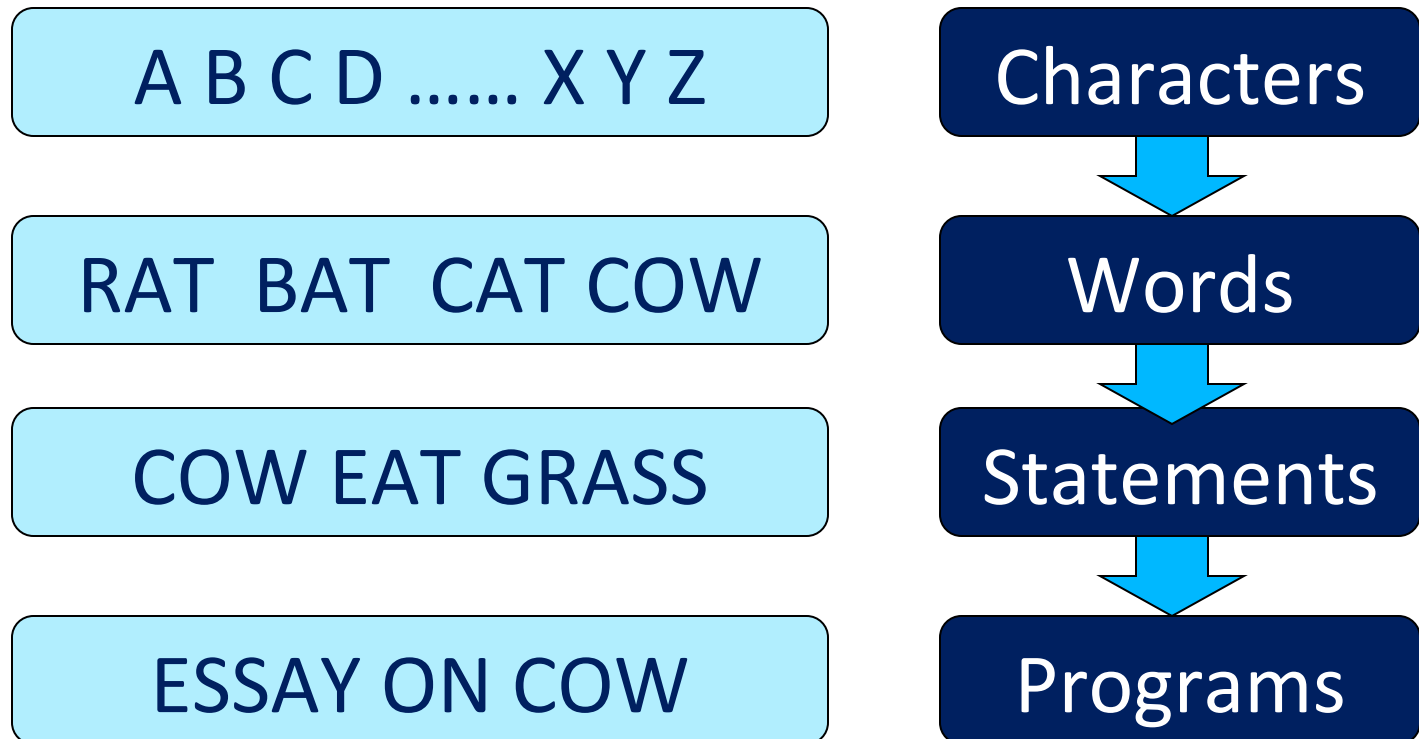 A B C D ...... X Y Z
Characters
RAT BAT CAT COW
Words
COW EAT GRASS
Statements
ESSAY ON COW
Programs